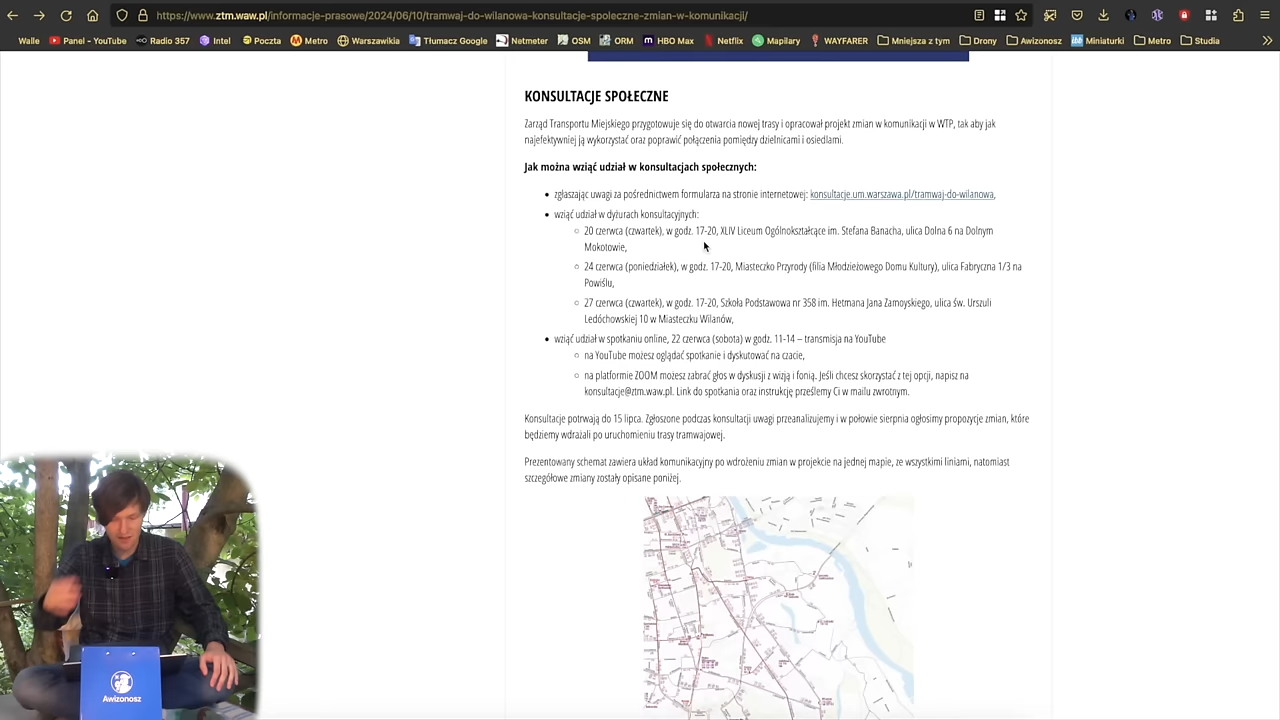 https://www.ztm.waw.pl/informacje-prasowe/2024/06/10/tramwaj-do-wilanowa-konsultacje-spoleczne-zmian-w-komunikacji/
Walle Panel - YouTube Radio 357 Intel Poczta Metro Warszawikia Tłumacz Google Netmeter OSM ORM HBO Max Netflix Mapilary WAYFARER Mniejsza z tym Drony Awizonosz Miniaturki Metro Studia
KONSULTACJE SPOŁECZNE
Zarząd Transportu Miejskiego przygotowuje się do otwarcia nowej trasy i opracował projekt zmian w komunikacji w WTP, tak aby jak
najefektywniej ją wykorzystać oraz poprawić połączenia pomiędzy dzielnicami i osiedlami.
Jak można wziąć udział w konsultacjach społecznych:
• zgłaszając uwagi za pośrednictwem formularza na stronie internetowej: konsultacje.um.warszawa.pl/tramwaj-do-wilanowa,
• wziąć udział w dyżurach konsultacyjnych:
○ 20 czerwca (czwartek), w godz. 17-20, XLIV Liceum Ogólnokształcące im. Stefana Banacha, ulica Dolna 6 na Dolnym
Mokotowie,
○ 24 czerwca (poniedziałek), w godz. 17-20, Miasteczko Przyrody (filia Młodzieżowego Domu Kultury), ulica Fabryczna 1/3 na
Powiślu,
○ 27 czerwca (czwartek), w godz. 17-20, Szkoła Podstawowa nr 358 im. Hetmana Jana Zamoyskiego, ulica św. Urszuli
Ledóchowskiej 10 w Miasteczku Wilanów,
• wziąć udział w spotkaniu online, 22 czerwca (sobota) w godz. 11-14 – transmisja na YouTube
○ na YouTube możesz oglądać spotkanie i dyskutować na czacie,
○ na platformie ZOOM możesz zabrać głos w dyskusji z wizją i fonią. Jeśli chcesz skorzystać z tej opcji, napisz na
konsultacje@ztm.waw.pl. Link do spotkania oraz instrukcję prześlemy Ci w mailu zwrotnym.
Konsultacje potrwają do 15 lipca. Zgłoszone podczas konsultacji uwagi przeanalizujemy i w połowie sierpnia ogłosimy propozycje zmian, które
będziemy wdrażali po uruchomieniu trasy tramwajowej.
Prezentowany schemat zawiera układ komunikacyjny po wdrożeniu zmian w projekcie na jednej mapie, ze wszystkimi liniami, natomiast
szczegółowe zmiany zostały opisane poniżej.
Awizonosz